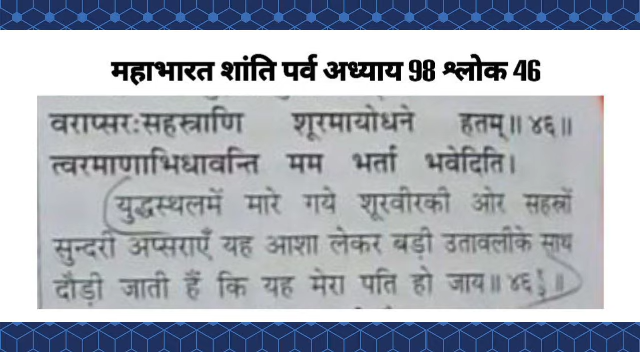 महाभारत शांति पर्व अध्याय 98 श्लोक 46
वराप्सरःसहस्राणि शूरमायोधने हतम्॥ ४६॥
त्वरमाणाभिधावन्ति मम भर्ता भवेदिति।
युद्धस्थलमें मारे गये शूरवीरकी ओर सहस्रों
सुन्दरी अप्सराएँ यह आशा लेकर बड़ी उतावलीके साथ
दौड़ी जाती हैं कि यह मेरा पति हो जाय॥ ४६ ॥